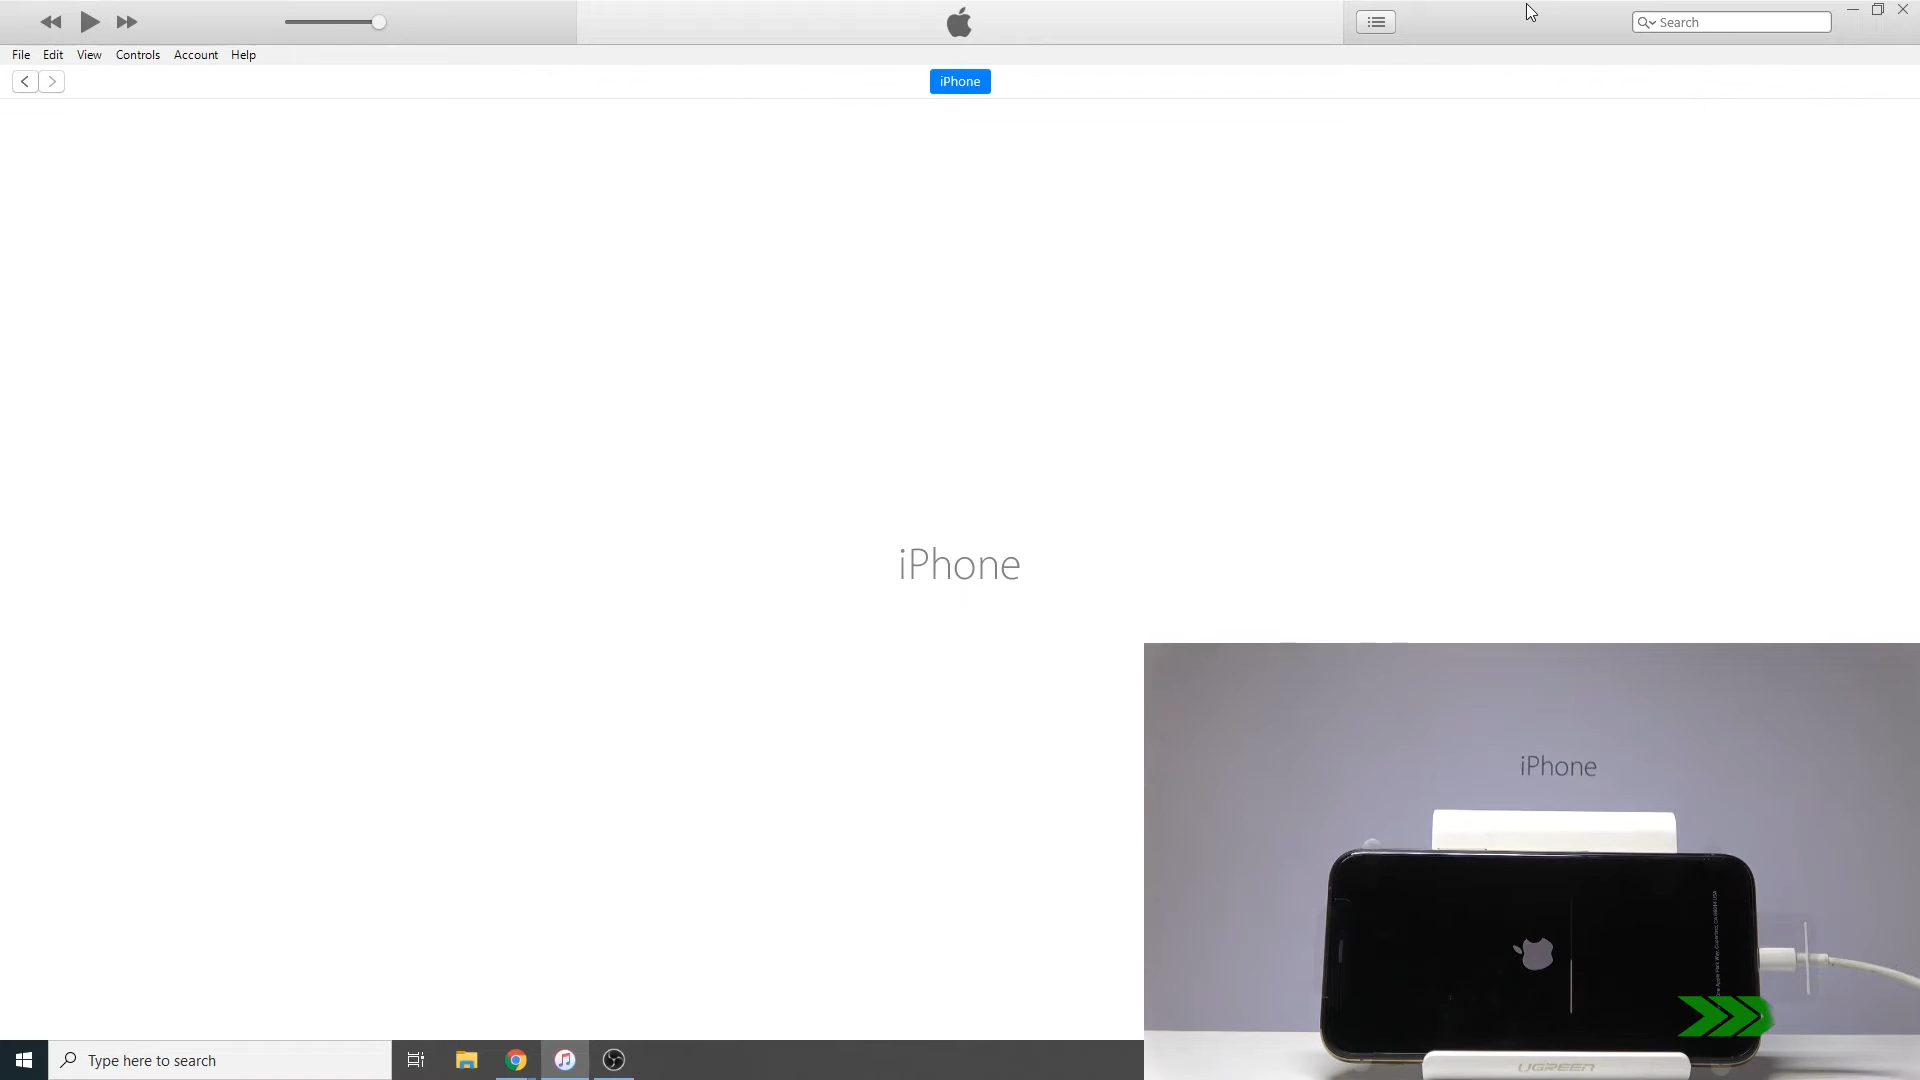 Search
File Edit View Controls Account Help
iPhone
iPhone
iPhone
UGREEN
Type here to search